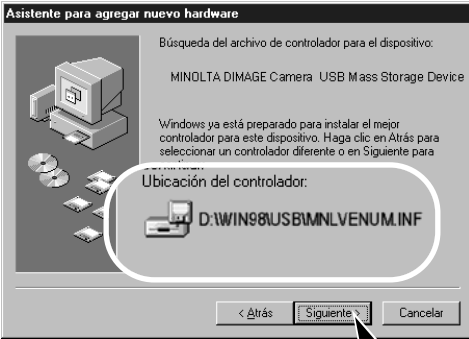 Asistente para agregar nuevo hardware
Búsqueda del archivo de controlador para el dispositivo:
MINOLTA DIMAGE Camera USB Mass Storage Device
Windows ya está preparado para instalar el mejor
controlador para este dispositivo. Haga clic en Atrás para
seleccionar un controlador diferente o en Siguiente para
Ubicación del controlador:
D:\WIN98\USB\MNLVENUM.INF
< Atrás Siguiente > Cancelar